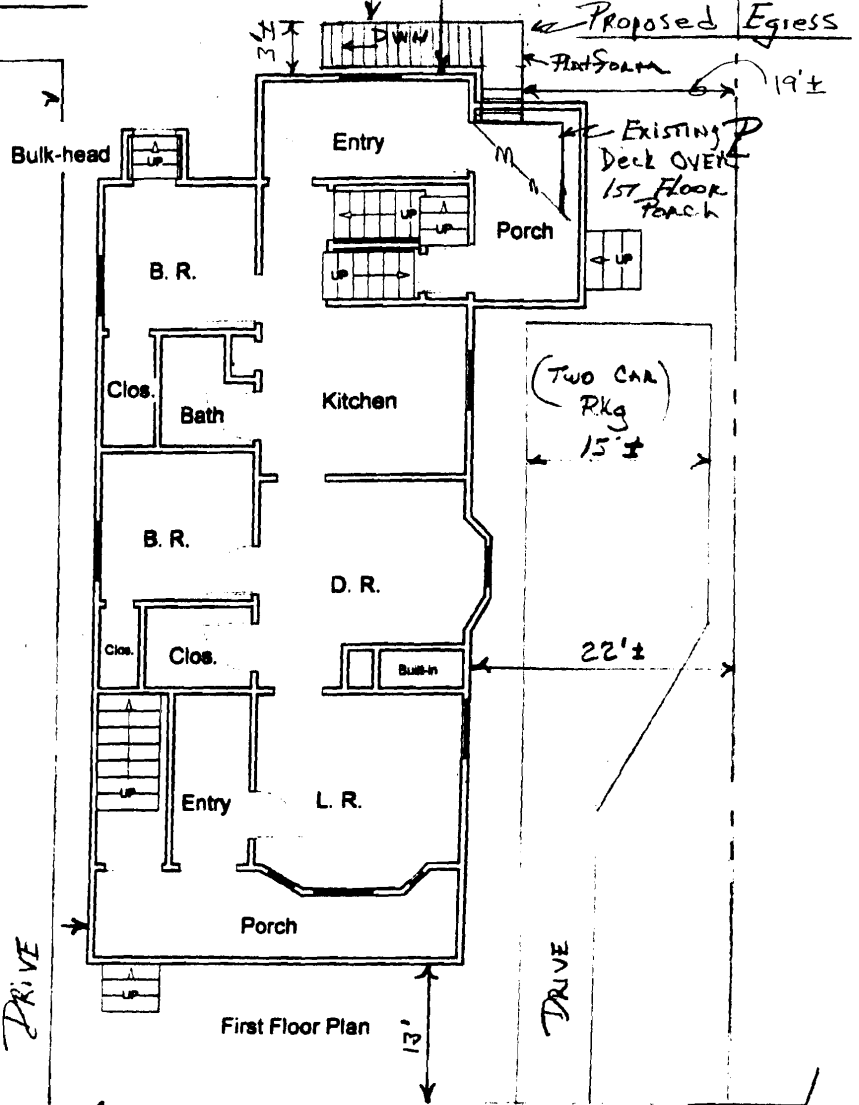 Proposed Egress
3'± 
DWN
Platform
19'±
Existing
Deck over
1st Floor
Porch
Bulk-head
UP
Entry
UP
UP
Porch
UP
UP
B. R.
(Two Car)
Pkg
15'±
Clos.
Bath
Kitchen
B. R.
D. R.
Clos.
Clos.
Built-in
22'±
UP
Entry
L. R.
Porch
DRIVE
DRIVE
UP
First Floor Plan
13'